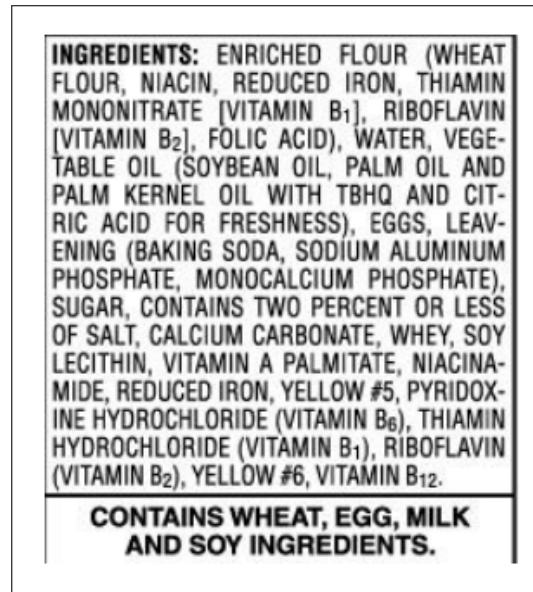 INGREDIENTS: ENRICHED FLOUR (WHEAT
FLOUR, NIACIN, REDUCED IRON, THIAMIN
MONONITRATE [VITAMIN B₁], RIBOFLAVIN
[VITAMIN B₂], FOLIC ACID), WATER, VEGE-
TABLE OIL (SOYBEAN OIL, PALM OIL AND
PALM KERNEL OIL WITH TBHQ AND CIT-
RIC ACID FOR FRESHNESS), EGGS, LEAV-
ENING (BAKING SODA, SODIUM ALUMINUM
PHOSPHATE, MONOCALCIUM PHOSPHATE),
SUGAR, CONTAINS TWO PERCENT OR LESS
OF SALT, CALCIUM CARBONATE, WHEY, SOY
LECITHIN, VITAMIN A PALMITATE, NIACINA-
MIDE, REDUCED IRON, YELLOW #5, PYRIDOX-
INE HYDROCHLORIDE (VITAMIN B₆), THIAMIN
HYDROCHLORIDE (VITAMIN B₁), RIBOFLAVIN
(VITAMIN B₂), YELLOW #6, VITAMIN B₁₂.
CONTAINS WHEAT, EGG, MILK
AND SOY INGREDIENTS.